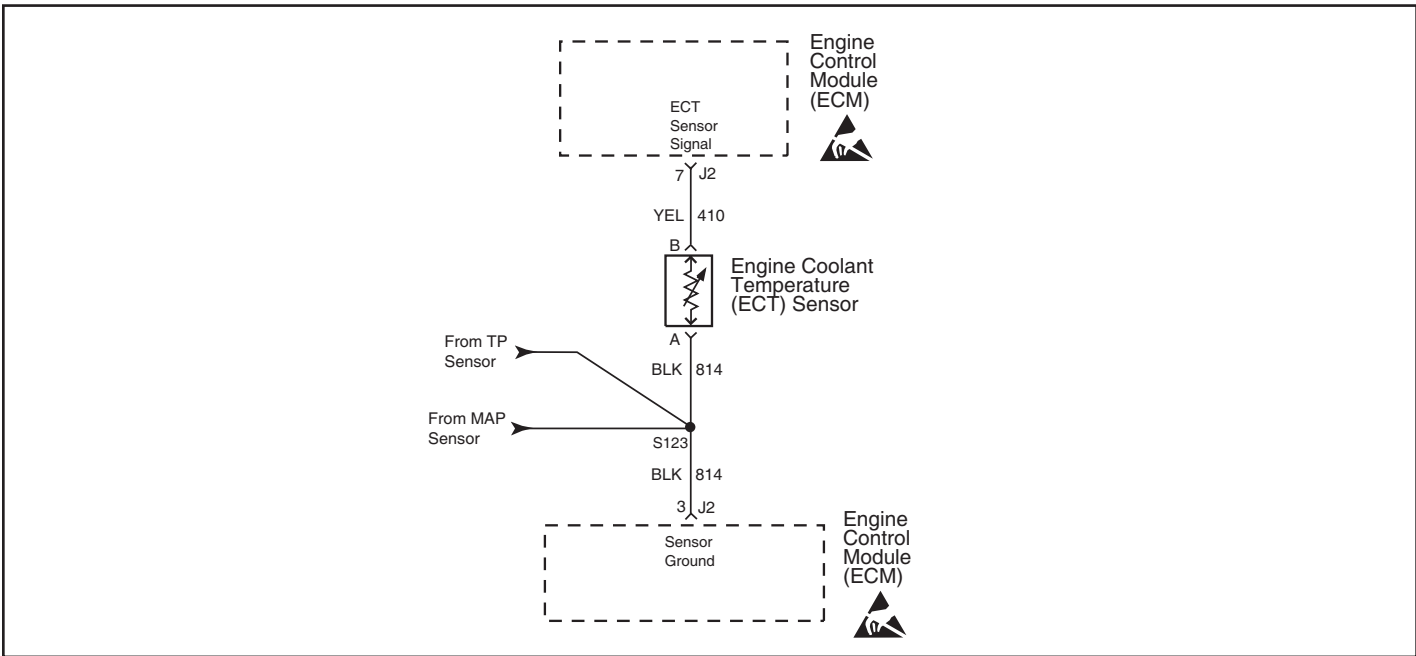 Engine
Control
Module
(ECM)
ECT
Sensor
Signal
7 J2
YEL 410
B
Engine Coolant
Temperature
(ECT) Sensor
A
From TP
Sensor
BLK 814
From MAP
Sensor
S123
BLK 814
3 J2
Sensor
Ground
Engine
Control
Module
(ECM)